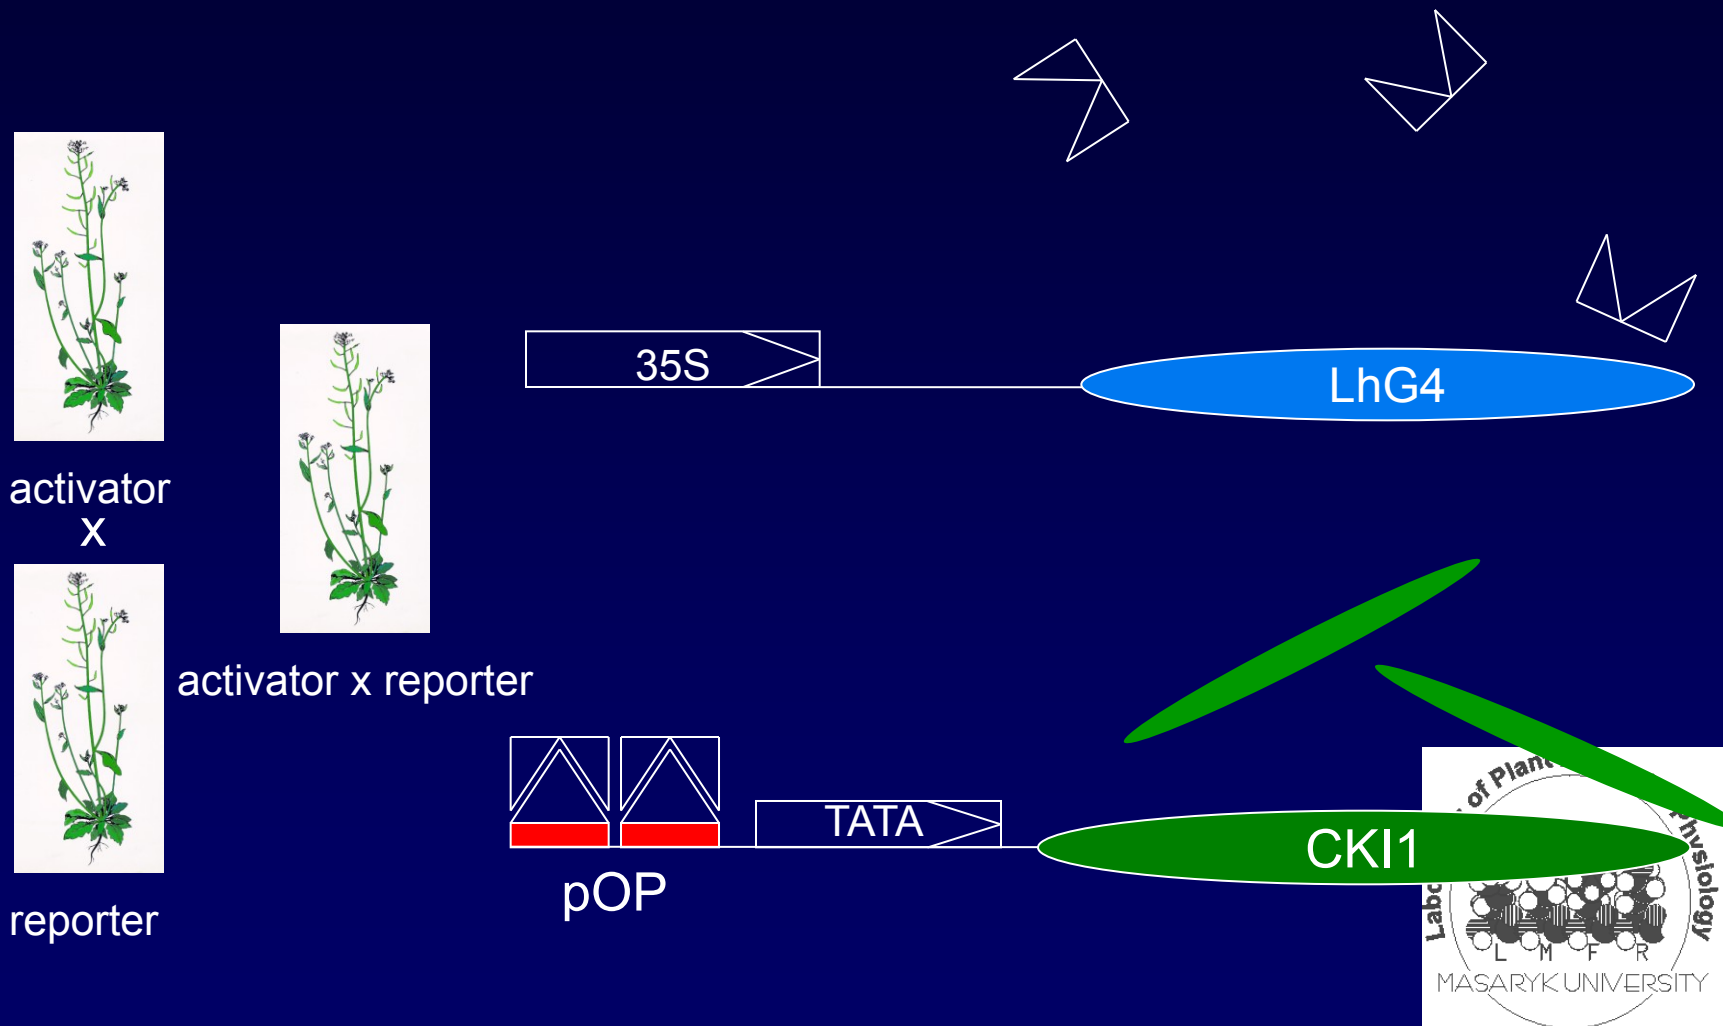 activator
x
reporter
activator x reporter
35S
LhG4
pOP
TATA
CKI1
of Plant
Physiology
L M F R
MASARYK UNIVERSITY